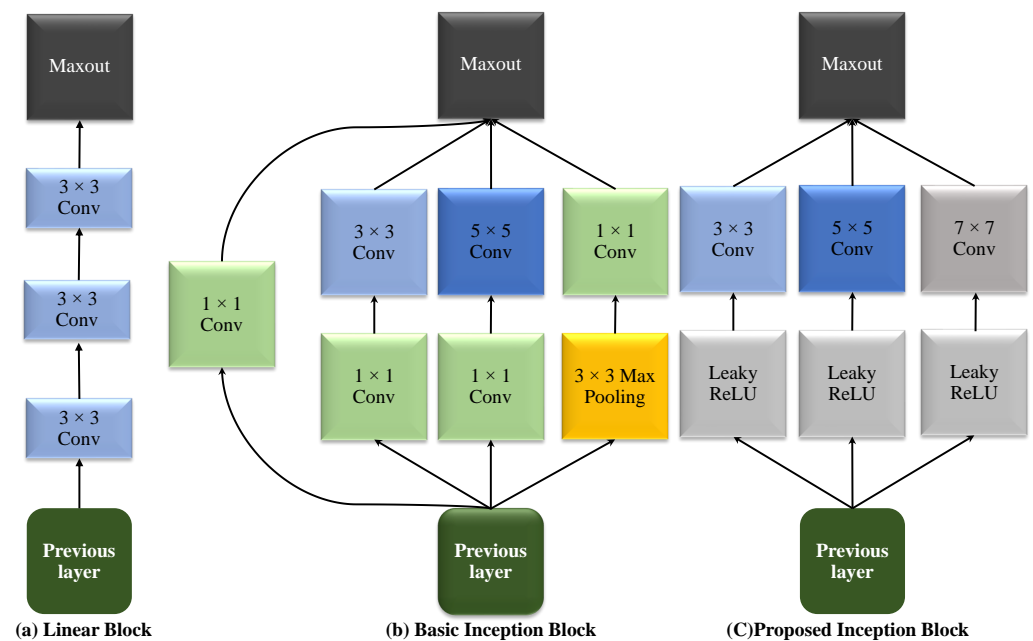 Maxout
3 × 3
Conv
3 × 3
Conv
3 × 3
Conv
Previous
layer
(a) Linear Block
Maxout
1 × 1
Conv
3 × 3
Conv
5 × 5
Conv
1 × 1
Conv
1 × 1
Conv
1 × 1
Conv
3 × 3 Max
Pooling
Previous
layer
(b) Basic Inception Block
Maxout
3 × 3
Conv
5 × 5
Conv
7 × 7
Conv
Leaky
ReLU
Leaky
ReLU
Leaky
ReLU
Previous
layer
(C)Proposed Inception Block